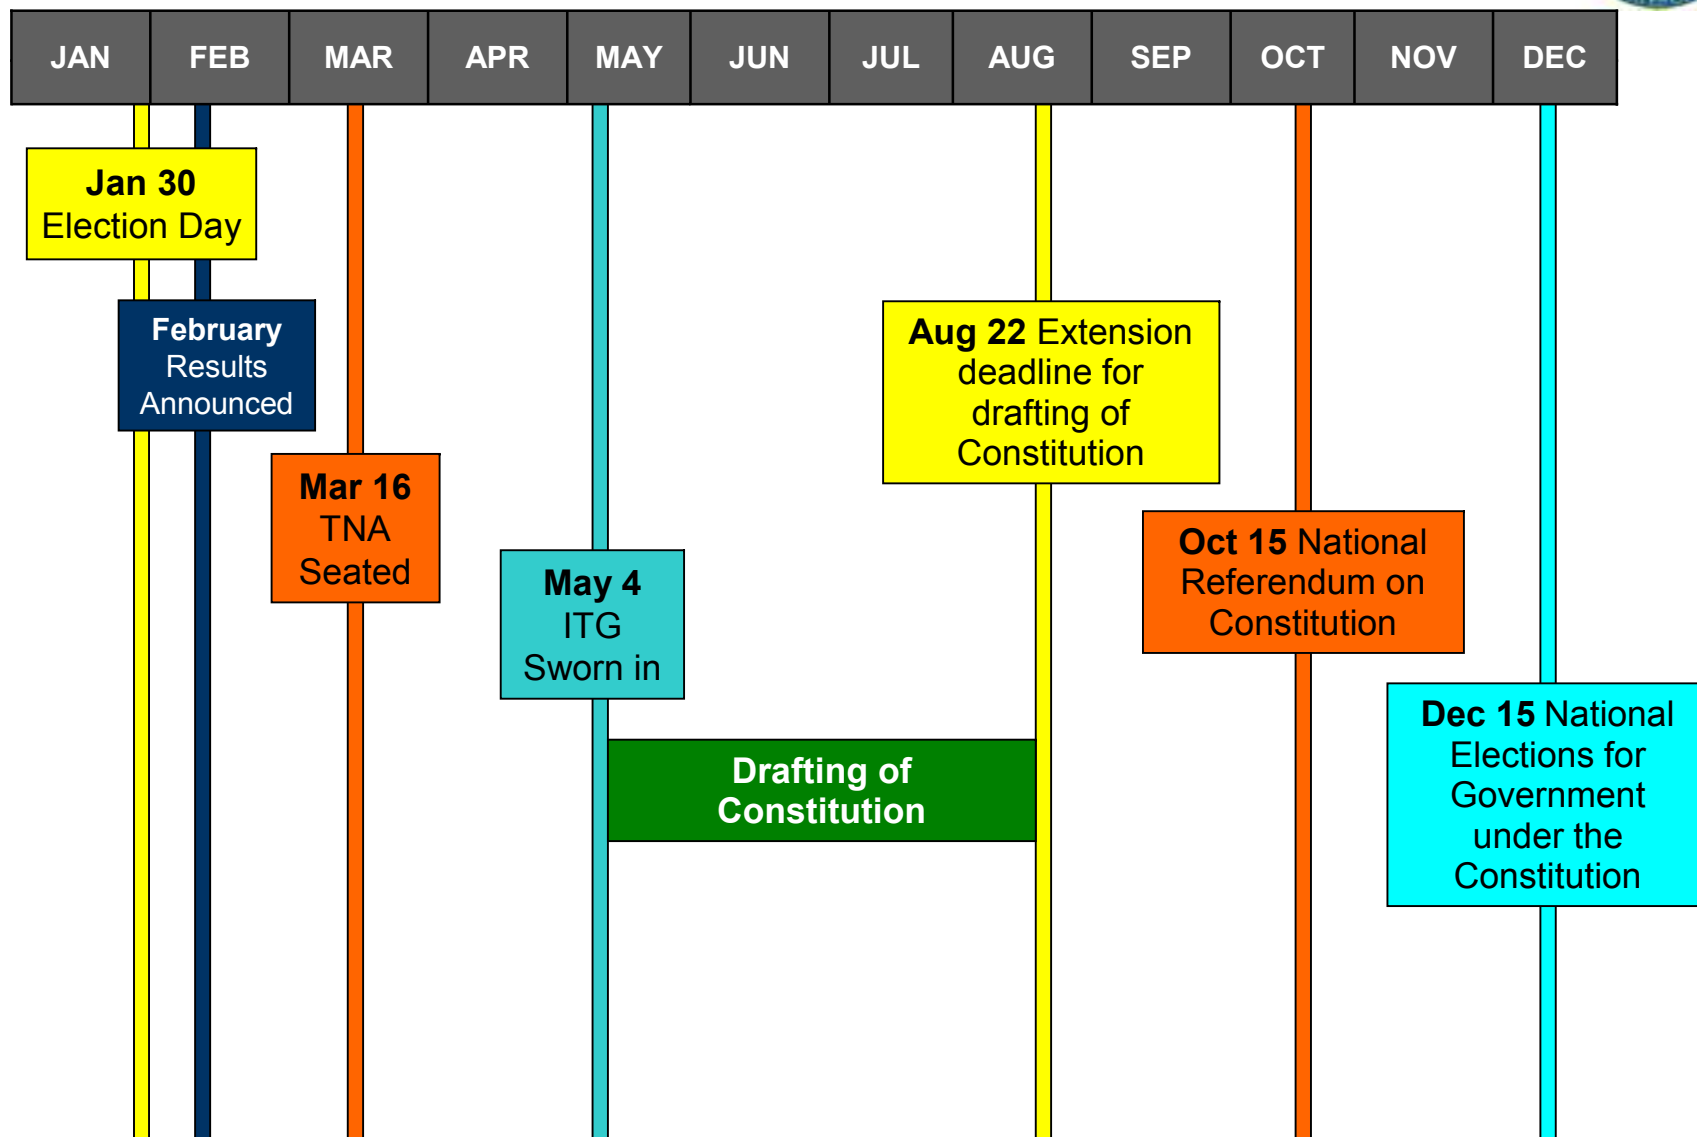 JAN FEB MAR APR MAY JUN JUL AUG SEP OCT NOV DEC
Jan 30
Election Day
February
Results
Announced
Mar 16
TNA
Seated
May 4
ITG
Sworn in
Drafting of
Constitution
Aug 22 Extension
deadline for
drafting of
Constitution
Oct 15 National
Referendum on
Constitution
Dec 15 National
Elections for
Government
under the
Constitution